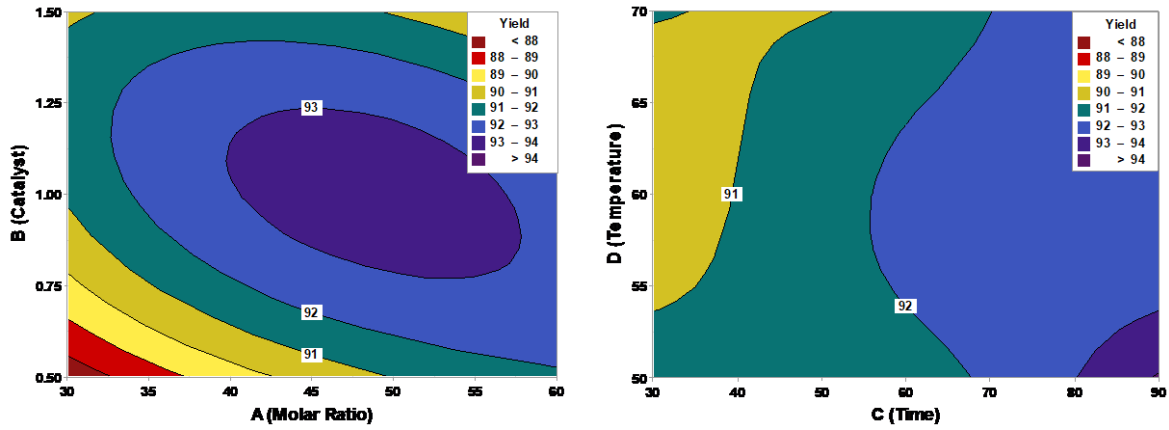 Yield
< 88
88 – 89
89 – 90
90 – 91
91 – 92
92 – 93
93 – 94
> 94
1.50
1.25
1.00
0.75
0.50
B (Catalyst)
93
92
91
30
35
40
45
50
55
60
A (Molar Ratio)
Yield
< 88
88 – 89
89 – 90
90 – 91
91 – 92
92 – 93
93 – 94
> 94
70
65
60
55
50
D (Temperature)
91
92
30
40
50
60
70
80
90
C (Time)